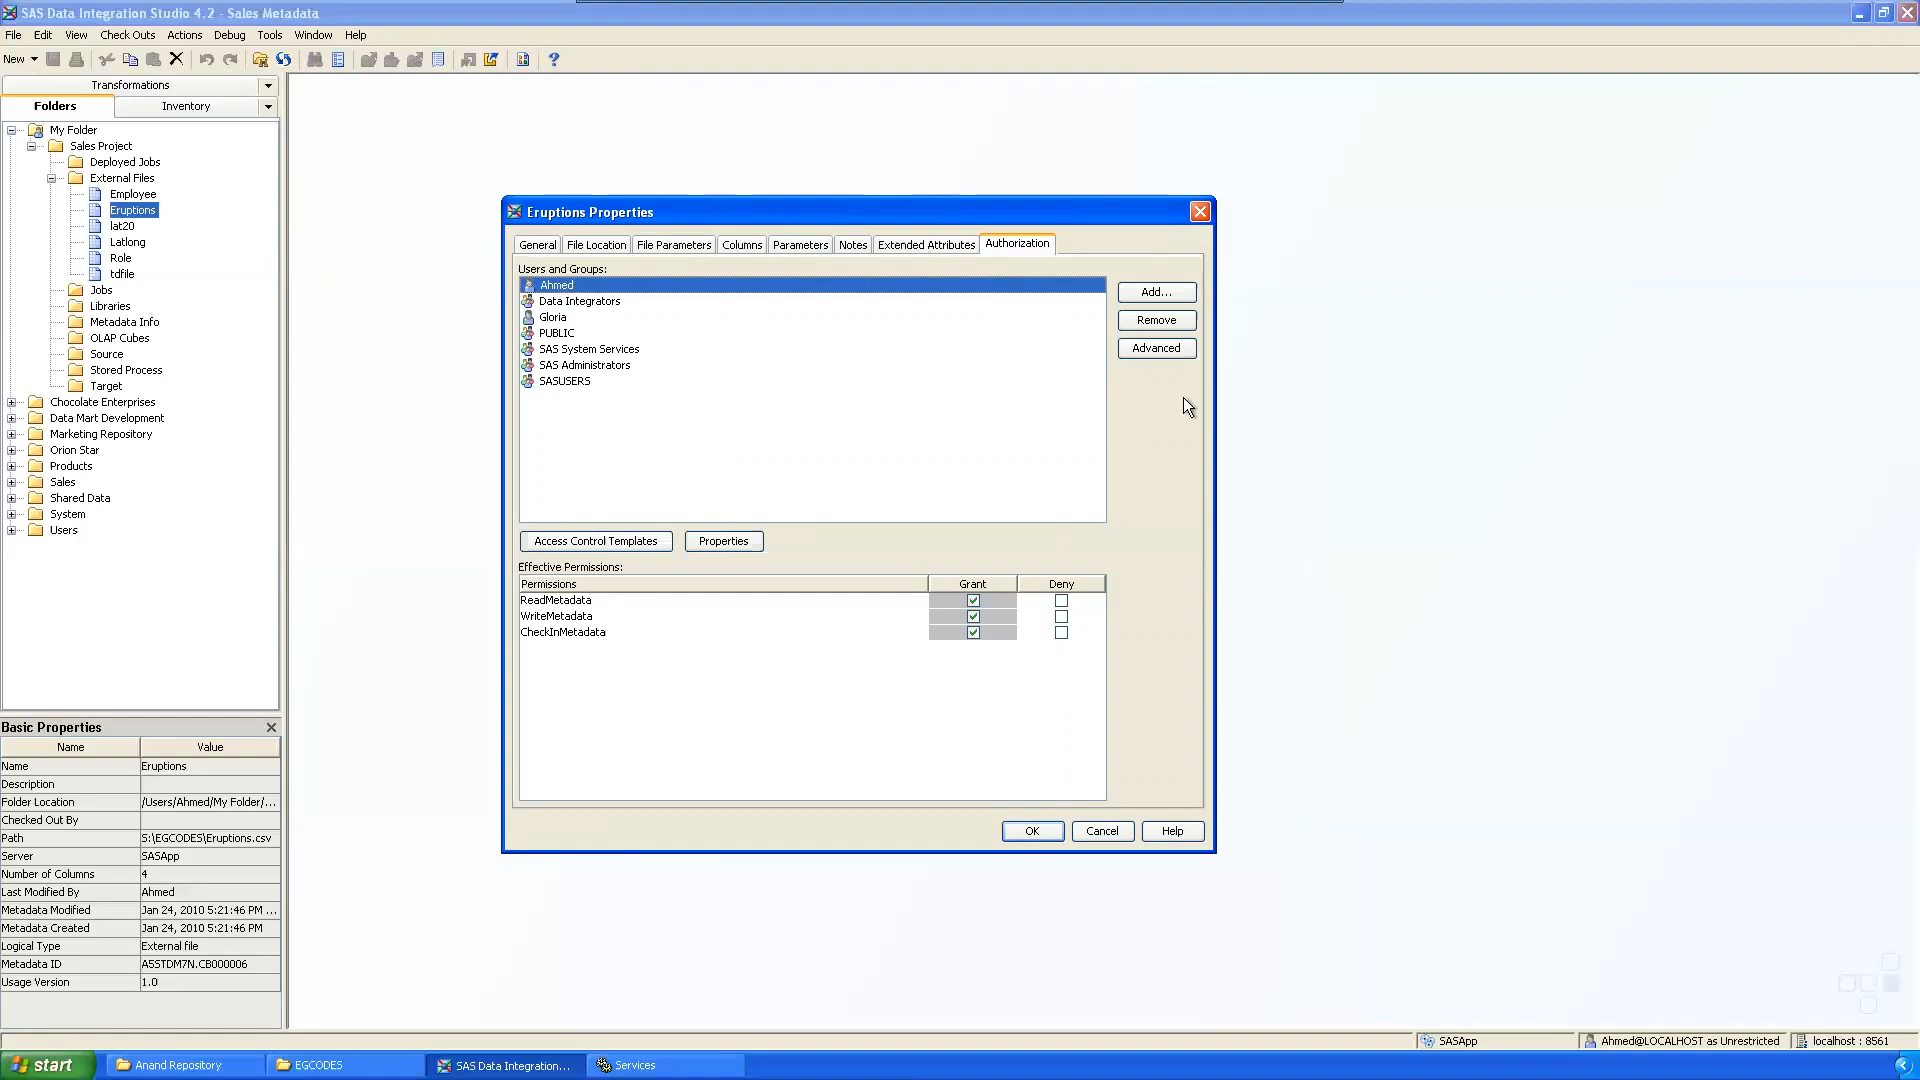 SAS Data Integration Studio 4.2 - Sales Metadata
File Edit View Check Outs Actions Debug Tools Window Help
New
Transformations
Folders Inventory
My Folder
Sales Project
Deployed Jobs
External Files
Employee
Eruptions
lat20
Latlong
Role
tdfile
Jobs
Libraries
Metadata Info
OLAP Cubes
Source
Stored Process
Target
Chocolate Enterprises
Data Mart Development
Marketing Repository
Orion Star
Products
Sales
Shared Data
System
Users
Basic Properties
Name Value
Name Eruptions
Description
Folder Location /Users/Ahmed/My Folder/...
Checked Out By
Path S:\EGCODES\Eruptions.csv
Server SASApp
Number of Columns 4
Last Modified By Ahmed
Metadata Modified Jan 24, 2010 5:21:46 PM ...
Metadata Created Jan 24, 2010 5:21:46 PM
Logical Type External file
Metadata ID A5STDM7N.CB000006
Usage Version 1.0
Eruptions Properties
General File Location File Parameters Columns Parameters Notes Extended Attributes Authorization
Users and Groups:
Ahmed
Data Integrators
Gloria
PUBLIC
SAS System Services
SAS Administrators
SASUSERS
Add...
Remove
Advanced
Access Control Templates Properties
Effective Permissions:
Permissions Grant Deny
ReadMetadata
WriteMetadata
CheckInMetadata
OK Cancel Help
SASApp Ahmed@LOCALHOST as Unrestricted localhost : 8561
start Anand Repository EGCODES SAS Data Integration... Services